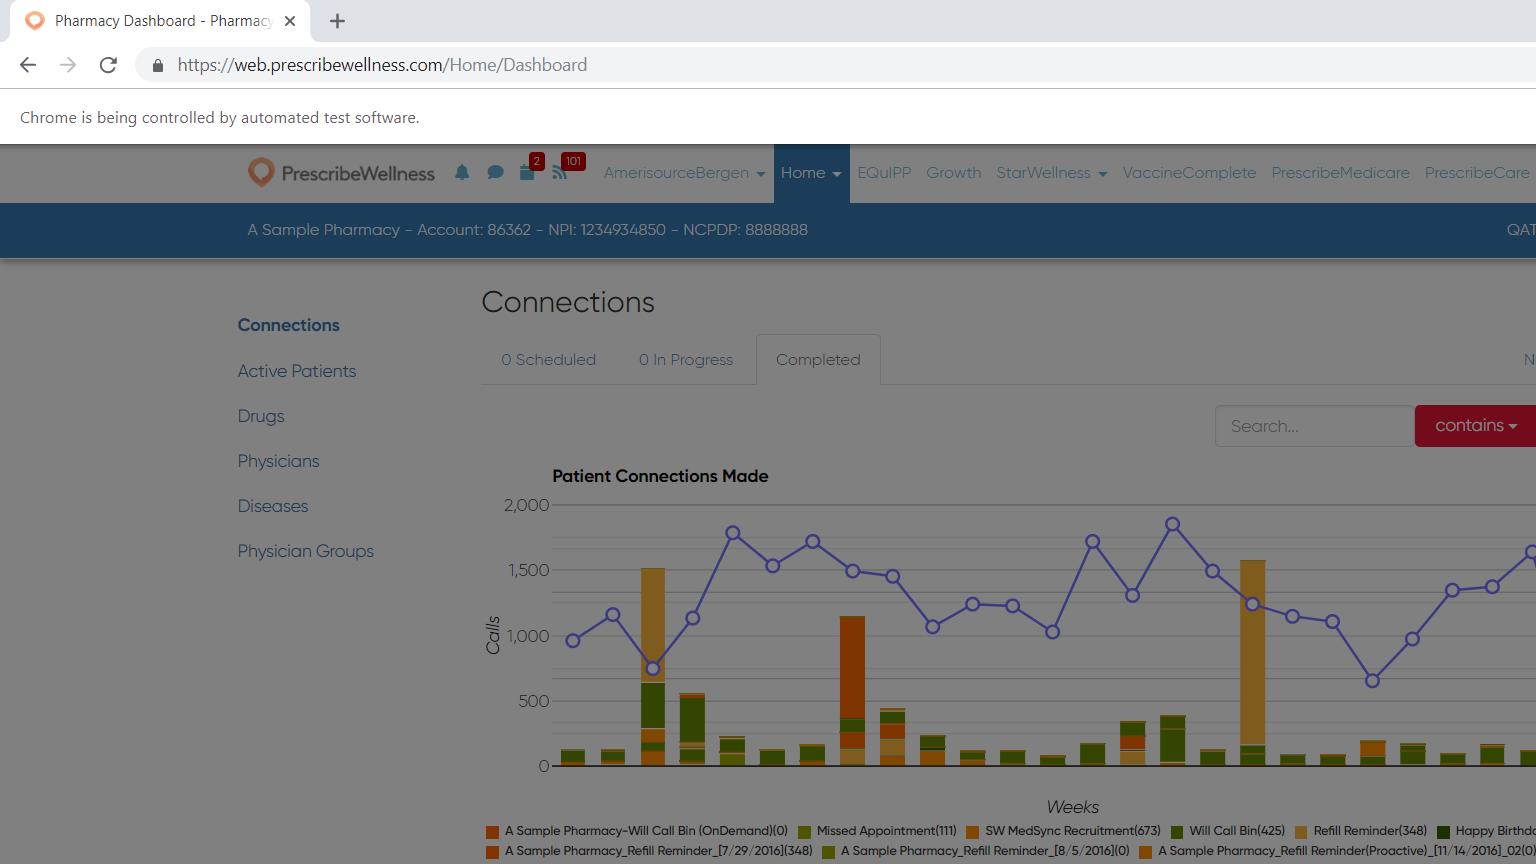 Pharmacy Dashboard - Pharmacy
https://web.prescribewellness.com/Home/Dashboard
Chrome is being controlled by automated test software.
PrescribeWellness 2 101 AmerisourceBergen Home EQuIPP Growth StarWellness VaccineComplete PrescribeMedicare PrescribeCare
A Sample Pharmacy - Account: 86362 - NPI: 1234934850 - NCPDP: 8888888 QAT
Connections
Connections
Active Patients
Drugs
Physicians
Diseases
Physician Groups
0 Scheduled 0 In Progress Completed N
Search... contains
Patient Connections Made
2,000
1,500
1,000
500
0
Calls
Weeks
A Sample Pharmacy-Will Call Bin (OnDemand)(0) Missed Appointment(111) SW MedSync Recruitment(673) Will Call Bin(425) Refill Reminder(348) Happy Birthda
A Sample Pharmacy_Refill Reminder_[7/29/2016](348) A Sample Pharmacy_Refill Reminder_[8/5/2016](0) A Sample Pharmacy_Refill Reminder(Proactive)_[11/14/2016]_02(0)